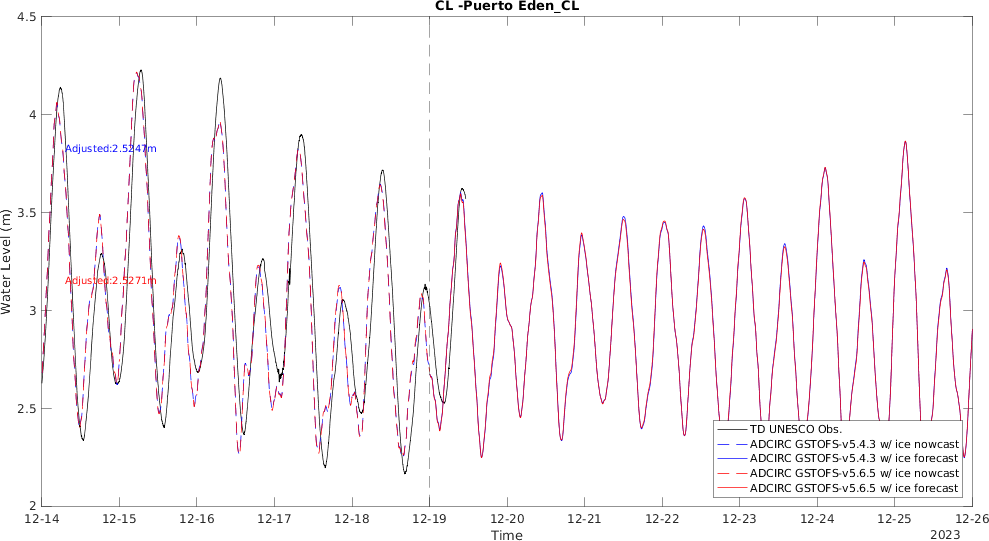 CL -Puerto Eden_CL
4.5
4
3.5
3
2.5
2
Water Level (m)
Adjusted:2.5247m
Adjusted:2.5271m
TD UNESCO Obs.
ADCIRC GSTOFS-v5.4.3 w/ ice nowcast
ADCIRC GSTOFS-v5.4.3 w/ ice forecast
ADCIRC GSTOFS-v5.6.5 w/ ice nowcast
ADCIRC GSTOFS-v5.6.5 w/ ice forecast
12-14 12-15 12-16 12-17 12-18 12-19 12-20 12-21 12-22 12-23 12-24 12-25 12-26
Time
2023